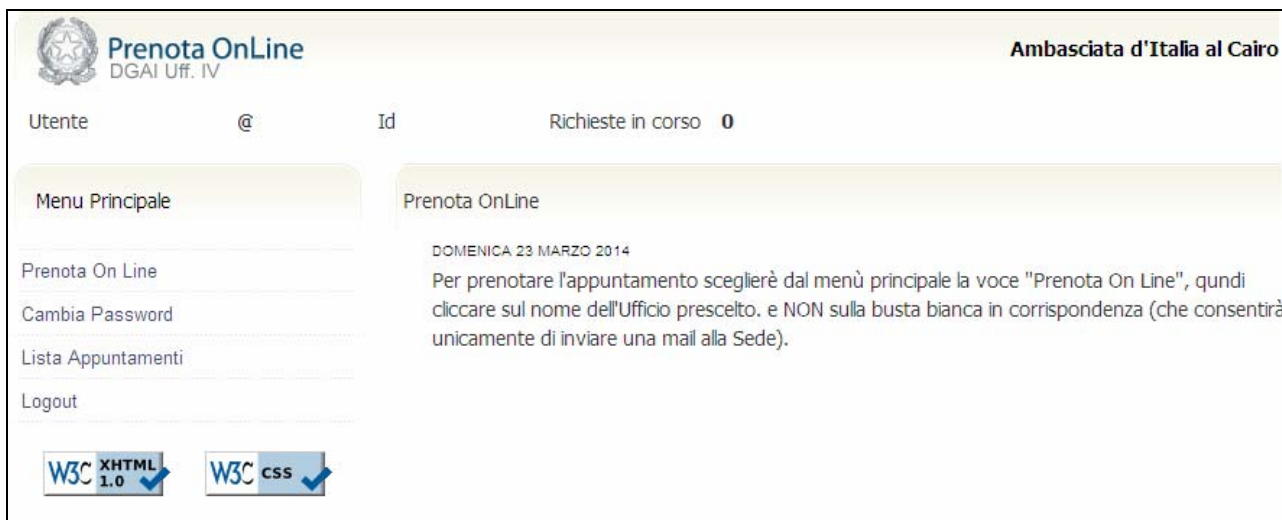 Prenota OnLine
DGAI Uff. IV
Ambasciata d'Italia al Cairo
Utente @ Id Richieste in corso 0
Menu Principale
Prenota On Line
Cambia Password
Lista Appuntamenti
Logout
W3C XHTML 1.0
W3C css
Prenota OnLine
DOMENICA 23 MARZO 2014
Per prenotare l'appuntamento sceglierè dal menù principale la voce "Prenota On Line", qundi
cliccare sul nome dell'Ufficio prescelto. e NON sulla busta bianca in corrispondenza (che consentirà
unicamente di inviare una mail alla Sede).